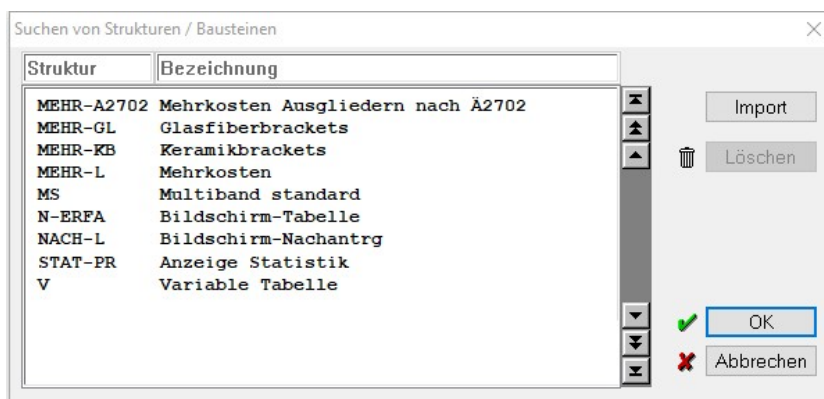 Suchen von Strukturen / Bausteinen
Struktur Bezeichnung
MEHR-A2702 Mehrkosten Ausgliedern nach Ä2702
MEHR-GL Glasfiberbrackets
MEHR-KB Keramikbrackets
MEHR-L Mehrkosten
MS Multiband standard
N-ERFA Bildschirm-Tabelle
NACH-L Bildschirm-Nachantrg
STAT-PR Anzeige Statistik
V Variable Tabelle
Import
Löschen
OK
Abbrechen